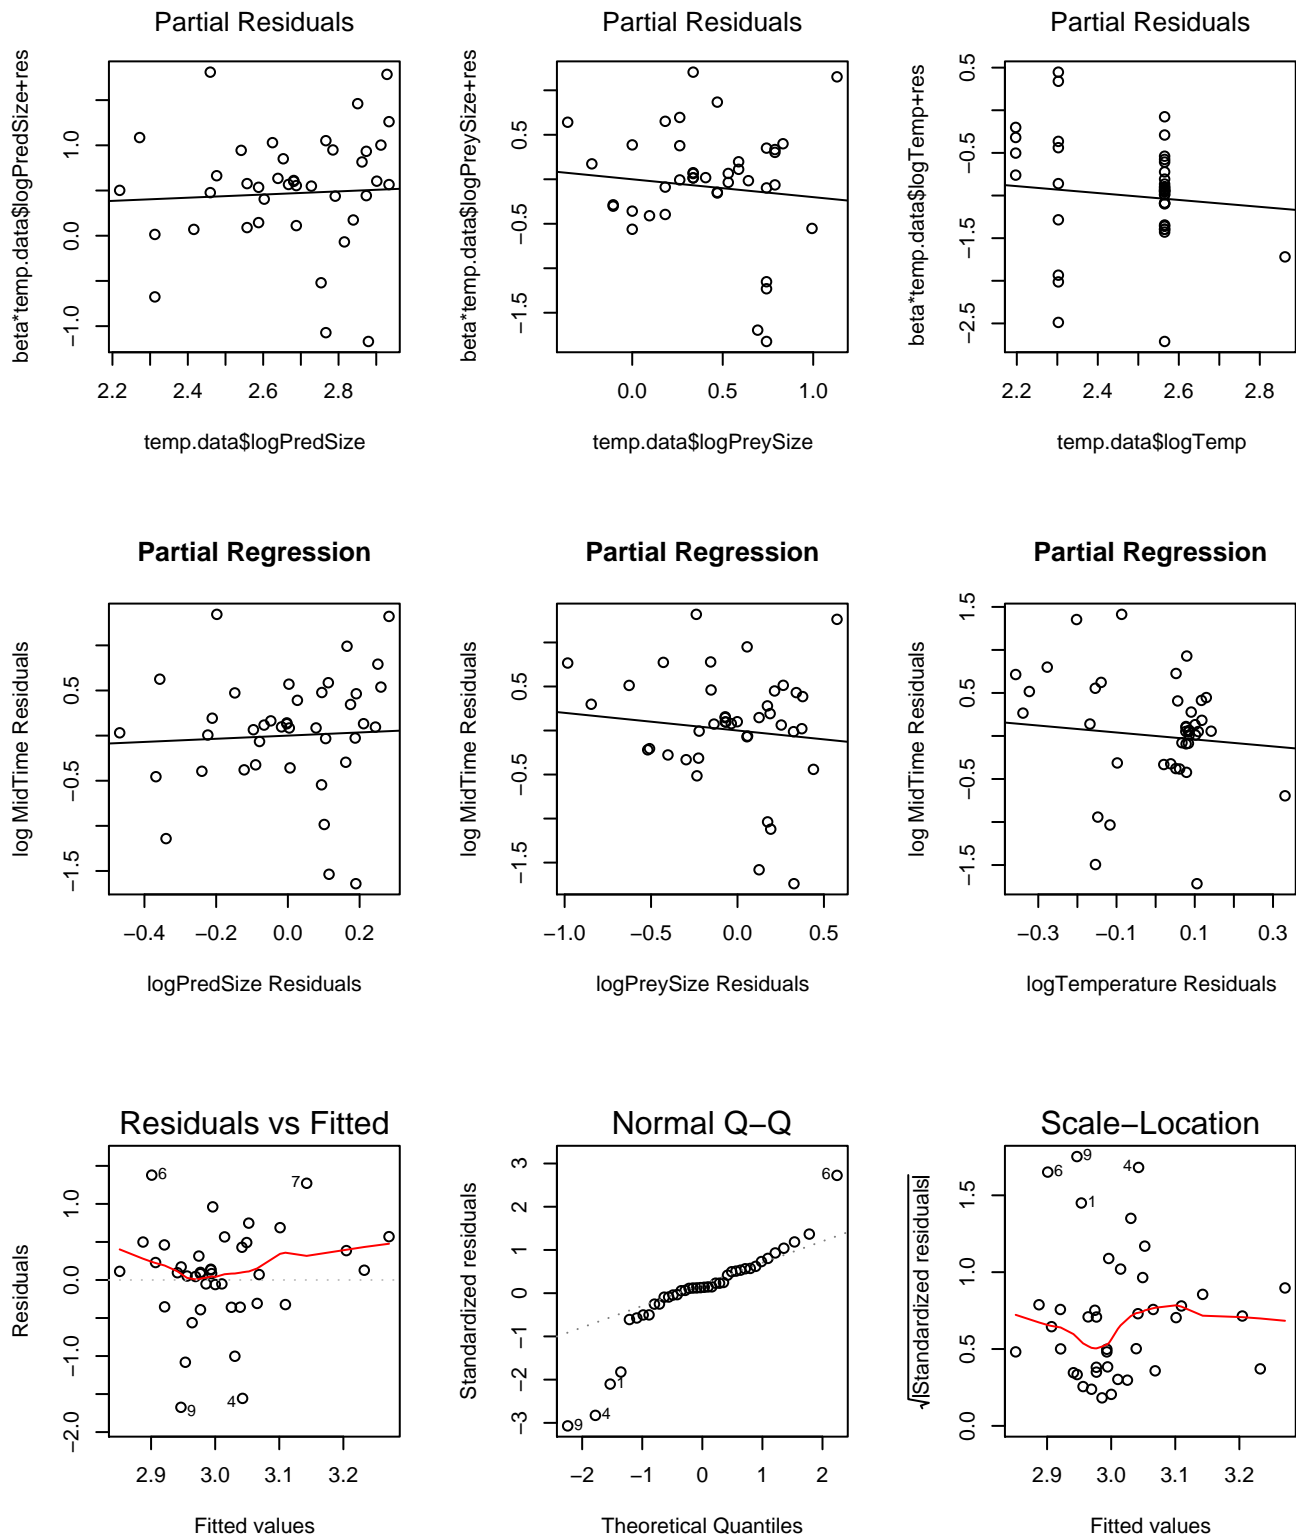 Partial Residuals
beta*temp.data$logPredSize+res
−1.0 0.0 1.0
2.2 2.4 2.6 2.8
temp.data$logPredSize
Partial Residuals
beta*temp.data$logPreySize+res
−1.5 −0.5 0.5
0.0 0.5 1.0
temp.data$logPreySize
Partial Residuals
beta*temp.data$logTemp+res
−2.5 −1.5 −0.5 0.5
2.2 2.4 2.6 2.8
temp.data$logTemp
Partial Regression
log MidTime Residuals
−1.5 −0.5 0.5
−0.4 −0.2 0.0 0.2
logPredSize Residuals
Partial Regression
log MidTime Residuals
−1.5 −0.5 0.5
−1.0 −0.5 0.0 0.5
logPreySize Residuals
Partial Regression
log MidTime Residuals
−1.5 −0.5 0.5 1.5
−0.3 −0.1 0.1 0.3
logTemperature Residuals
Residuals vs Fitted
Residuals
−2.0 −1.0 0.0 1.0
6
7
4
9
2.9 3.0 3.1 3.2
Fitted values
Normal Q−Q
Standardized residuals
−3 −2 −1 0 1 2 3
6
1
4
9
−2 −1 0 1 2
Theoretical Quantiles
Scale−Location
√|Standardized residuals|
0.0 0.5 1.0 1.5
9
6
4
1
2.9 3.0 3.1 3.2
Fitted values